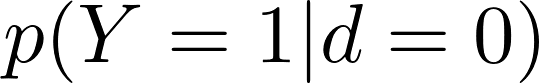 p(Y = 1|d = 0)